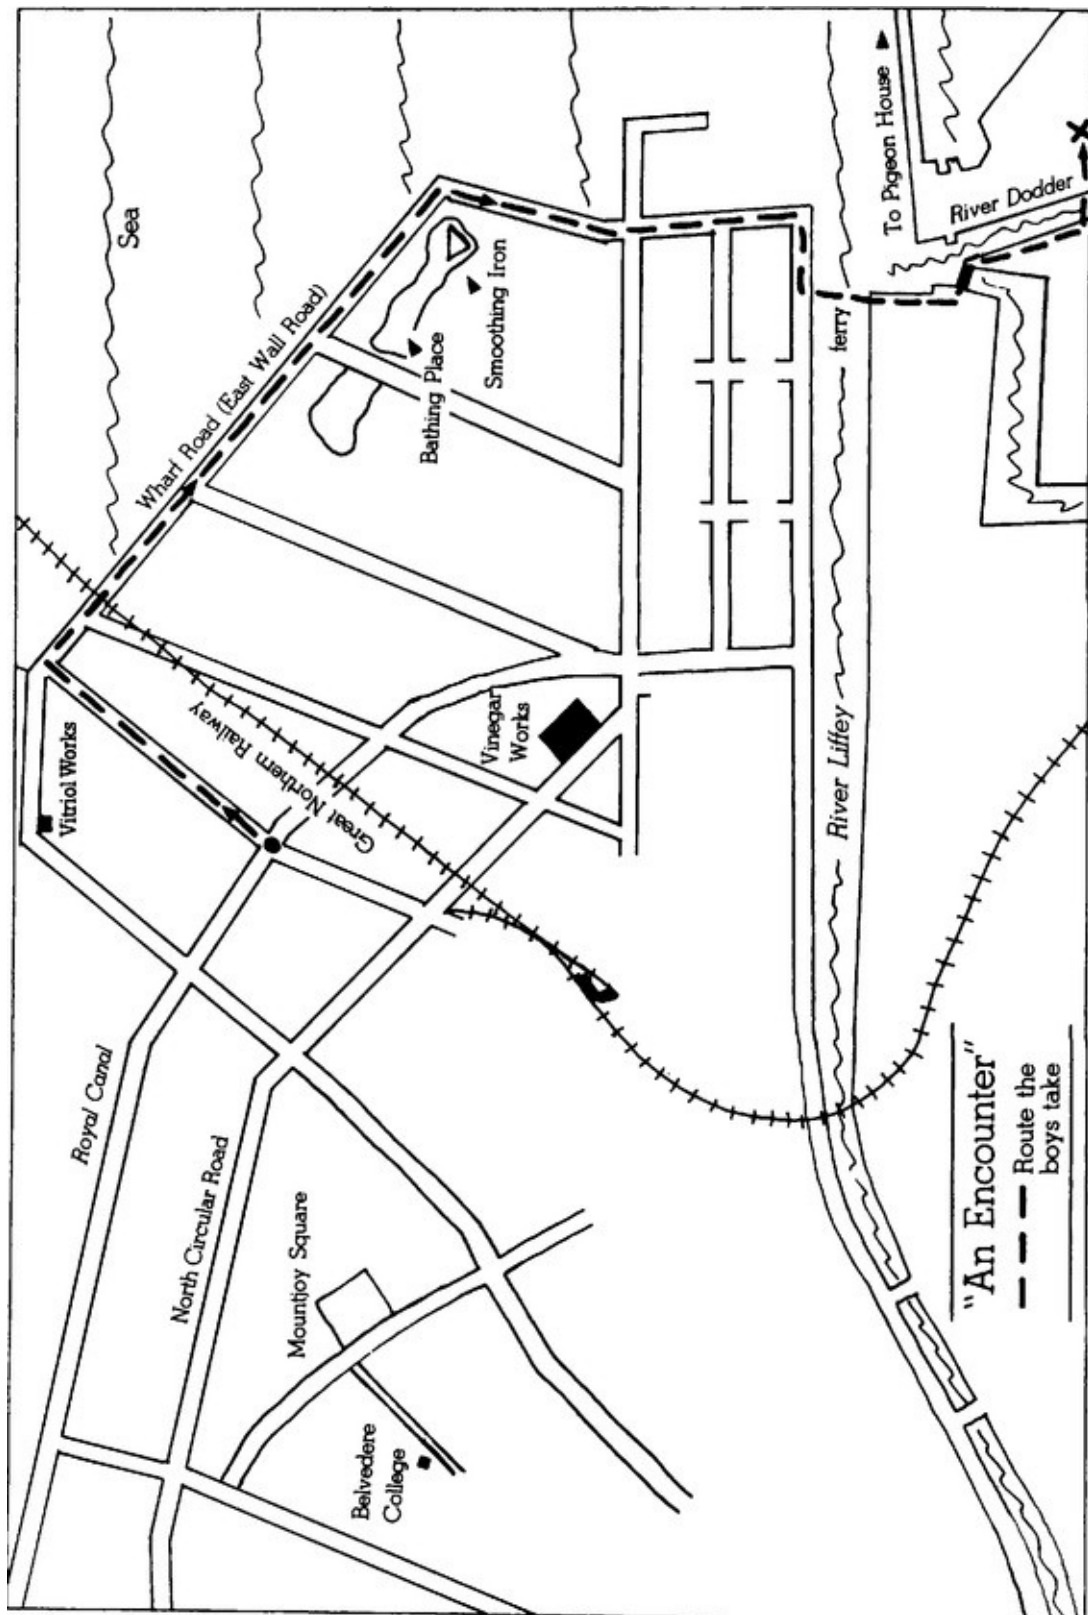 Sea
Wharf Road (East Wall Road)
Bathing Place
Smoothing Iron
To Pigeon House
River Dodder
ferry
Vitriol Works
Great Northern Railway
Vinegar
Works
River Liffey
Royal Canal
North Circular Road
Mountjoy Square
Belvedere
College
"An Encounter"
Route the
boys take